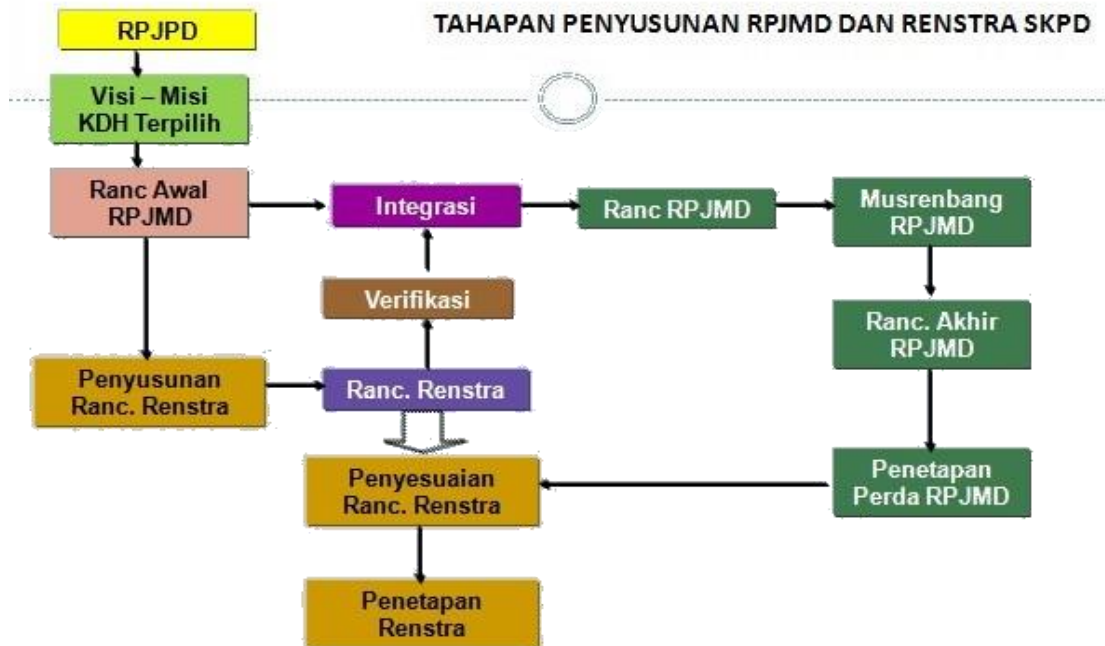 TAHAPAN PENYUSUNAN RPJMD DAN RENSTRA SKPD
RPJPD
Visi – Misi
KDH Terpilih
Ranc Awal
RPJMD
Integrasi
Ranc RPJMD
Musrenbang
RPJMD
Verifikasi
Ranc. Akhir
RPJMD
Penyusunan
Ranc. Renstra
Ranc. Renstra
Penyesuaian
Ranc. Renstra
Penetapan
Perda RPJMD
Penetapan
Renstra